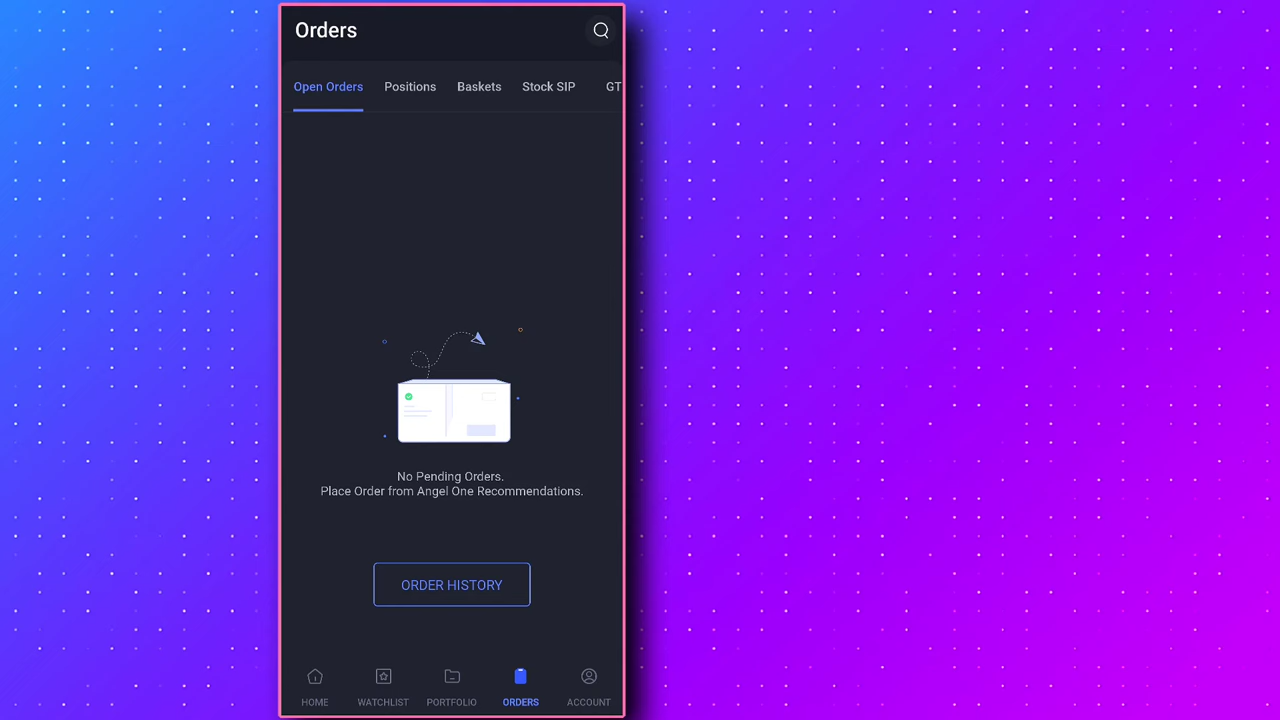 Orders
Open Orders Positions Baskets Stock SIP GT
No Pending Orders.
Place Order from Angel One Recommendations.
ORDER HISTORY
HOME WATCHLIST PORTFOLIO ORDERS ACCOUNT